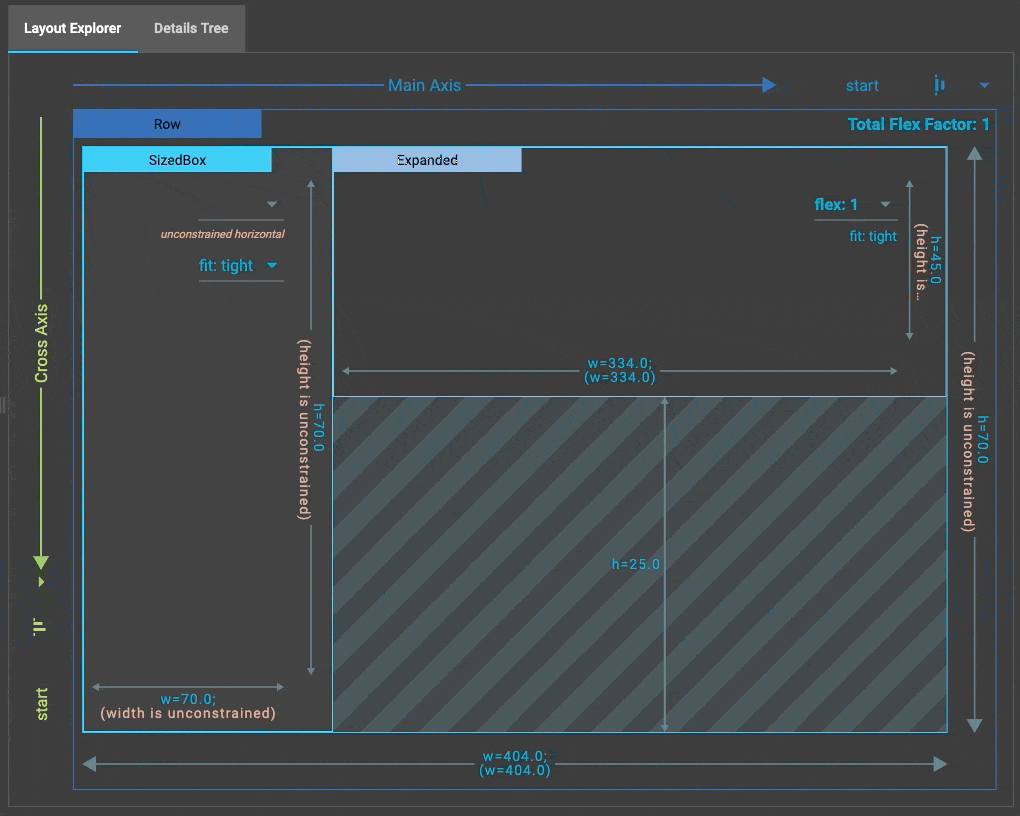 Layout Explorer
Details Tree
Main Axis
start
Row
Total Flex Factor: 1
SizedBox
Expanded
unconstrained horizontal
fit: tight
flex: 1
fit: tight
h=45.0
(height is...
Cross Axis
start
h=70.0
(height is unconstrained)
w=334.0;
(w=334.0)
h=70.0
(height is unconstrained)
h=25.0
w=70.0;
(width is unconstrained)
w=404.0;
(w=404.0)